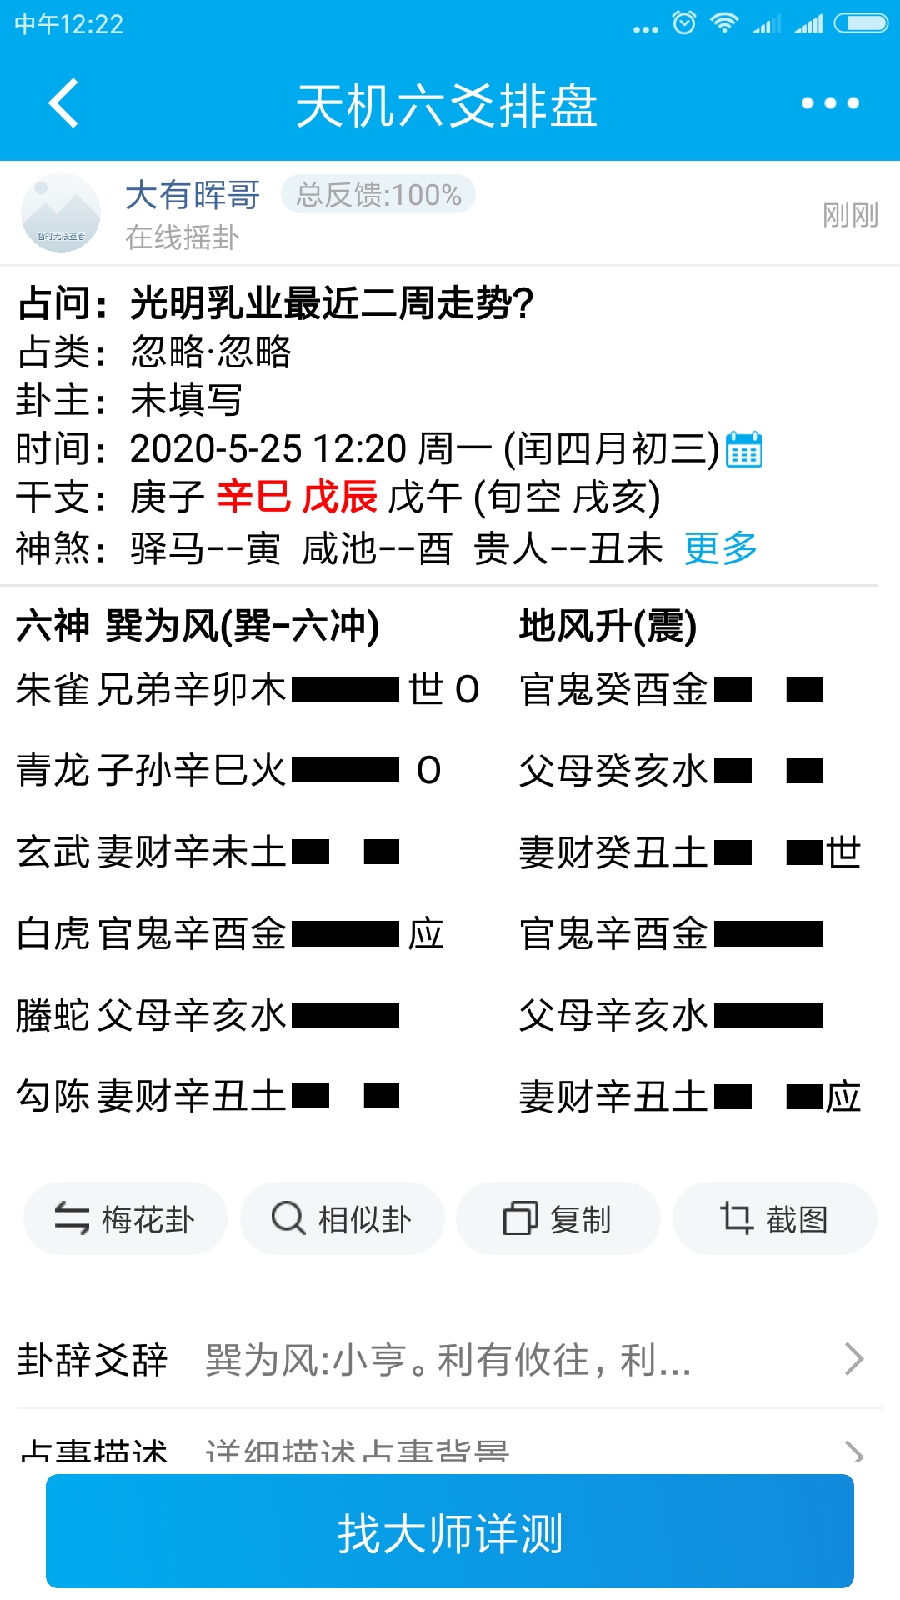 中午12:22
天机六爻排盘
大有晖哥 总反馈:100%
在线摇卦
刚刚
占问：光明乳业最近二周走势？
占类：忽略·忽略
卦主：未填写
时间：2020-5-25 12:20 周一 (闰四月初三)
干支：庚子 辛巳 戊辰 戊午 (旬空 戌亥)
神煞：驿马--寅 咸池--酉 贵人--丑未 更多
六神 巽为风(巽-六冲) 地风升(震)
朱雀 兄弟辛卯木 世 O 官鬼癸酉金
青龙 子孙辛巳火 O 父母癸亥水
玄武 妻财辛未土 妻财癸丑土 世
白虎 官鬼辛酉金 应 官鬼辛酉金
螣蛇 父母辛亥水 父母辛亥水
勾陈 妻财辛丑土 妻财辛丑土 应
梅花卦 相似卦 复制 截图
卦辞爻辞 巽为风:小亨。利有攸往，利...
占事描述 详细描述占事背景
找大师详测